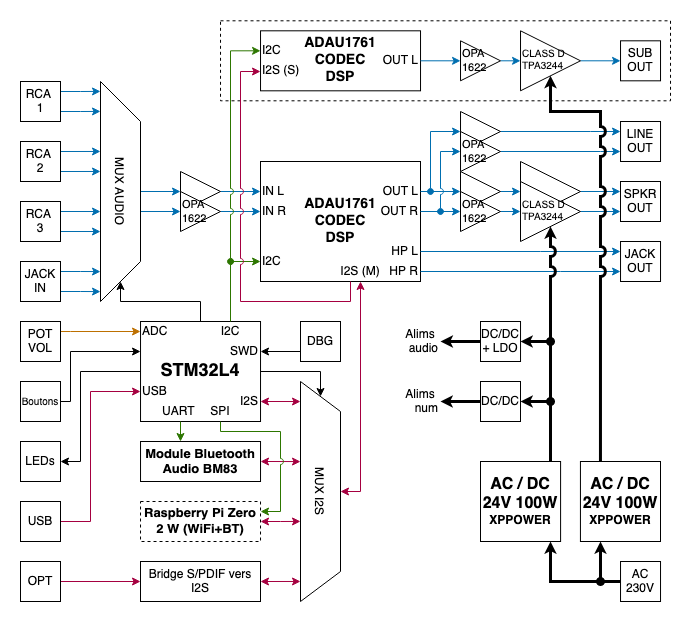 I2C
I2S (S)
ADAU1761
CODEC
DSP
OUT L
OPA
1622
CLASS D
TPA3244
SUB
OUT
RCA
1
RCA
2
RCA
3
JACK
IN
MUX AUDIO
OPA
1622
IN L
IN R
I2C
ADAU1761
CODEC
DSP
I2S (M)
OUT L
OUT R
HP L
HP R
OPA
1622
OPA
1622
CLASS D
TPA3244
LINE
OUT
SPKR
OUT
JACK
OUT
POT
VOL
Boutons
LEDs
USB
OPT
ADC
I2C
SWD
STM32L4
USB
I2S
UART
SPI
DBG
Module Bluetooth
Audio BM83
Raspberry Pi Zero
2 W (WiFi+BT)
Bridge S/PDIF vers
I2S
MUX I2S
Alims
audio
DC/DC
+ LDO
Alims
num
DC/DC
AC / DC
24V 100W
XPPOWER
AC / DC
24V 100W
XPPOWER
AC
230V